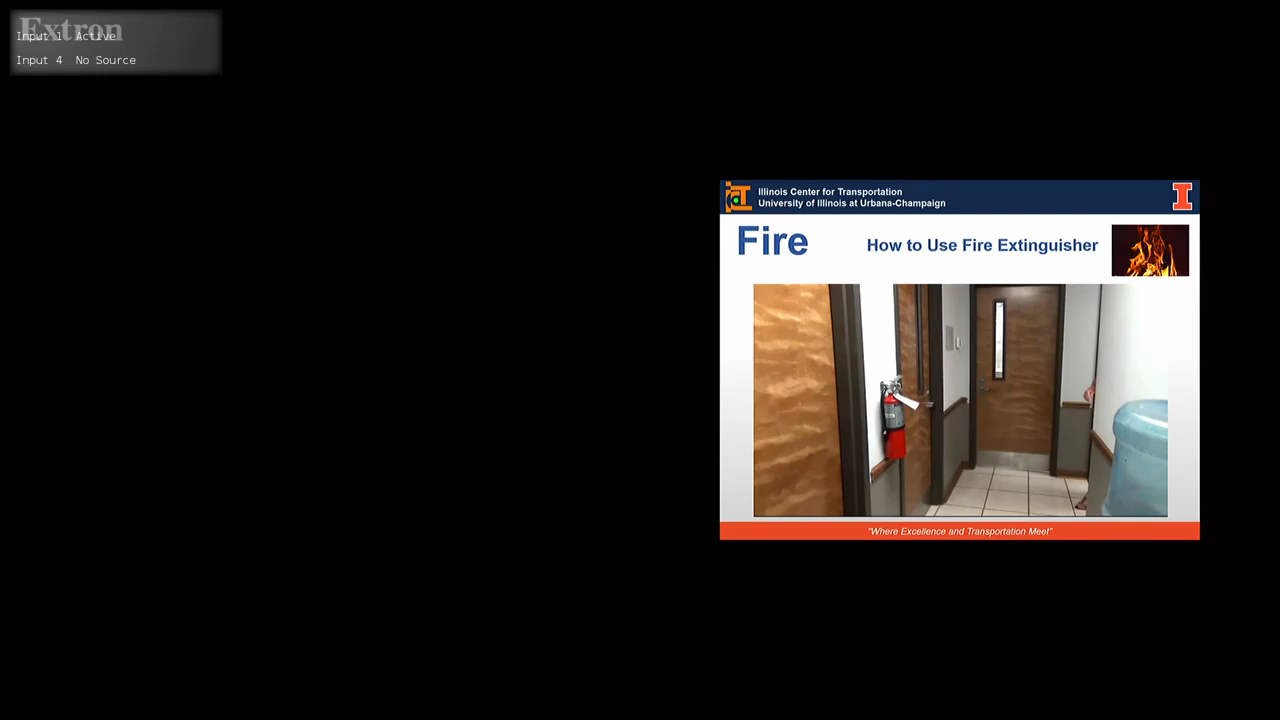 Extron
Input 1 Active
Input 4 No Source
Illinois Center for Transportation
University of Illinois at Urbana-Champaign
Fire
How to Use Fire Extinguisher
"Where Excellence and Transportation Meet"